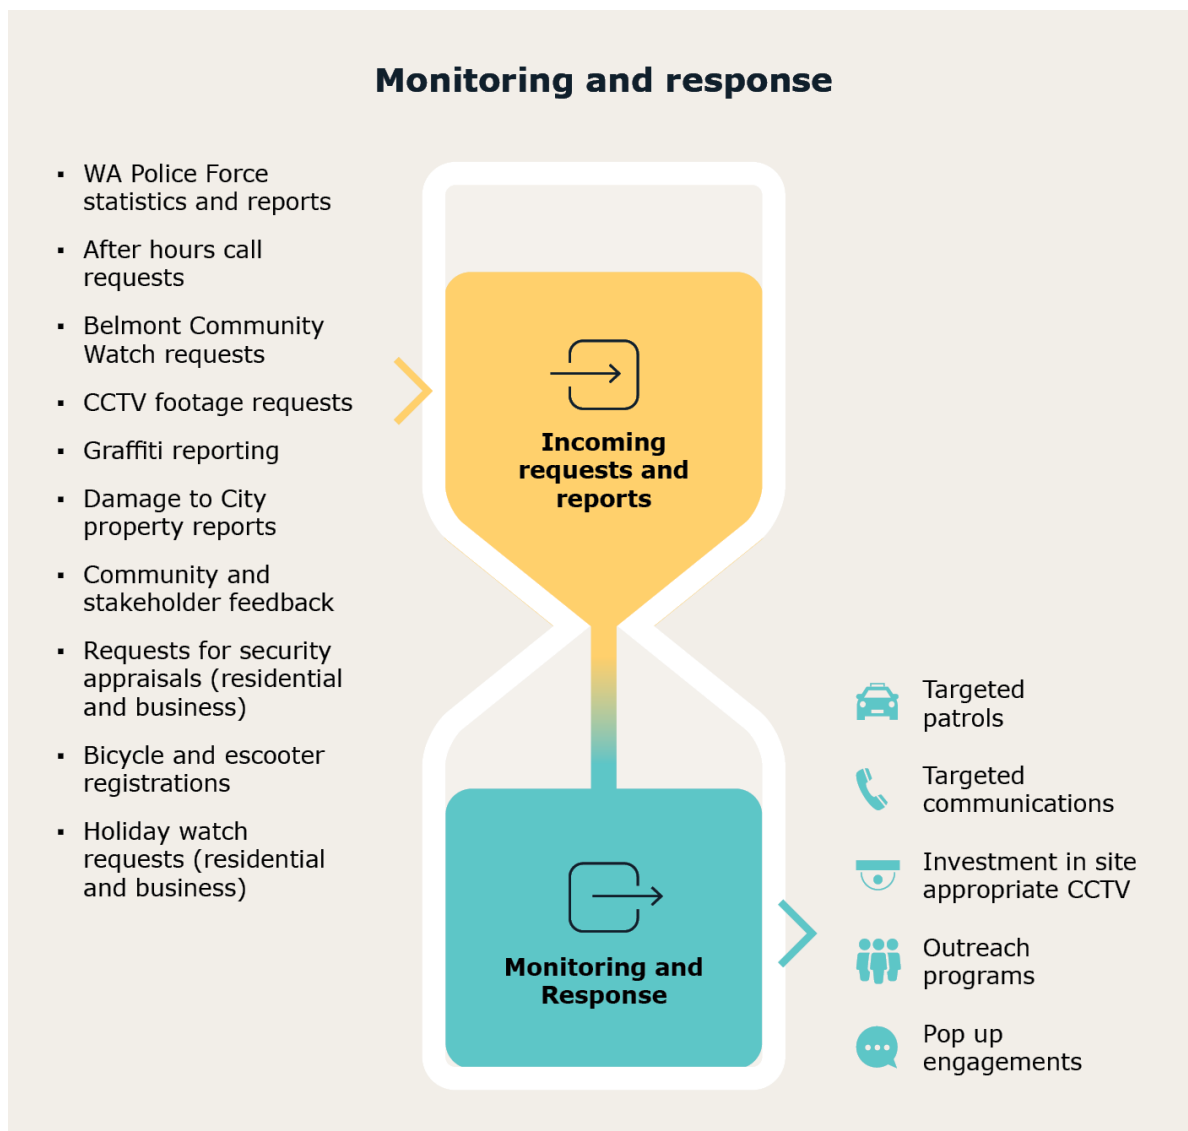 Monitoring and response
▪ WA Police Force
statistics and reports
▪ After hours call
requests
▪ Belmont Community
Watch requests
▪ CCTV footage requests
▪ Graffiti reporting
▪ Damage to City
property reports
▪ Community and
stakeholder feedback
▪ Requests for security
appraisals (residential
and business)
▪ Bicycle and escooter
registrations
▪ Holiday watch
requests (residential
and business)
Incoming
requests and
reports
Monitoring and
Response
Targeted
patrols
Targeted
communications
Investment in site
appropriate CCTV
Outreach
programs
Pop up
engagements